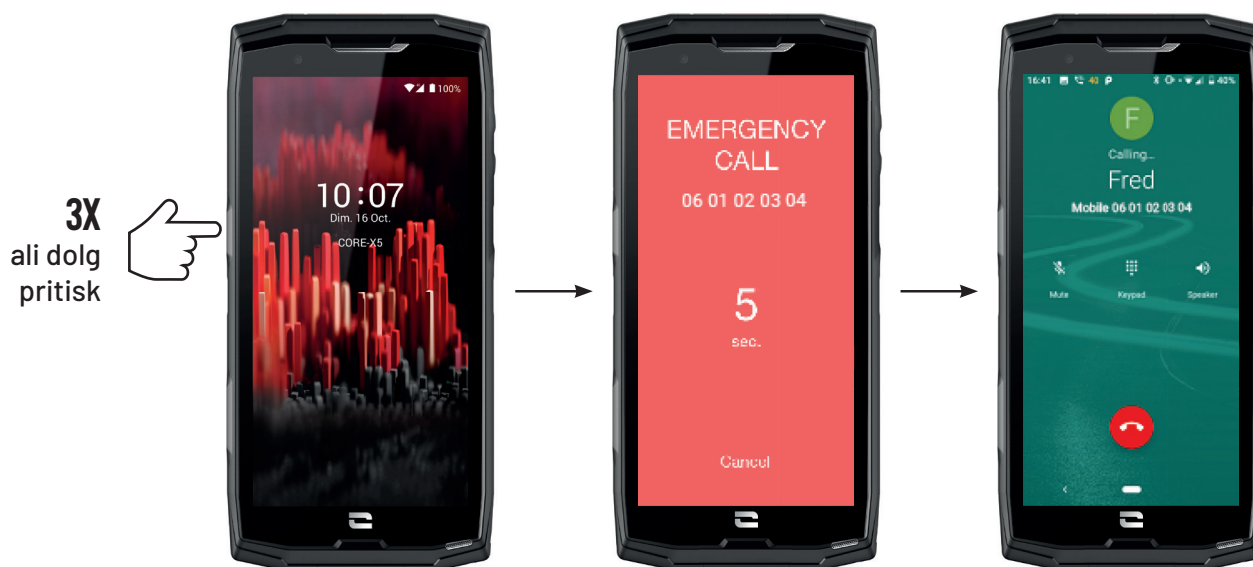 3X
ali dolg
pritisk
100%
10:07
Dim. 16 Oct.
CORE-X5
EMERGENCY
CALL
06 01 02 03 04
5
sec.
Cancel
16:41 40 P 40%
F
Calling...
Fred
Mobile 06 01 02 03 04
Mute Keypad Speaker